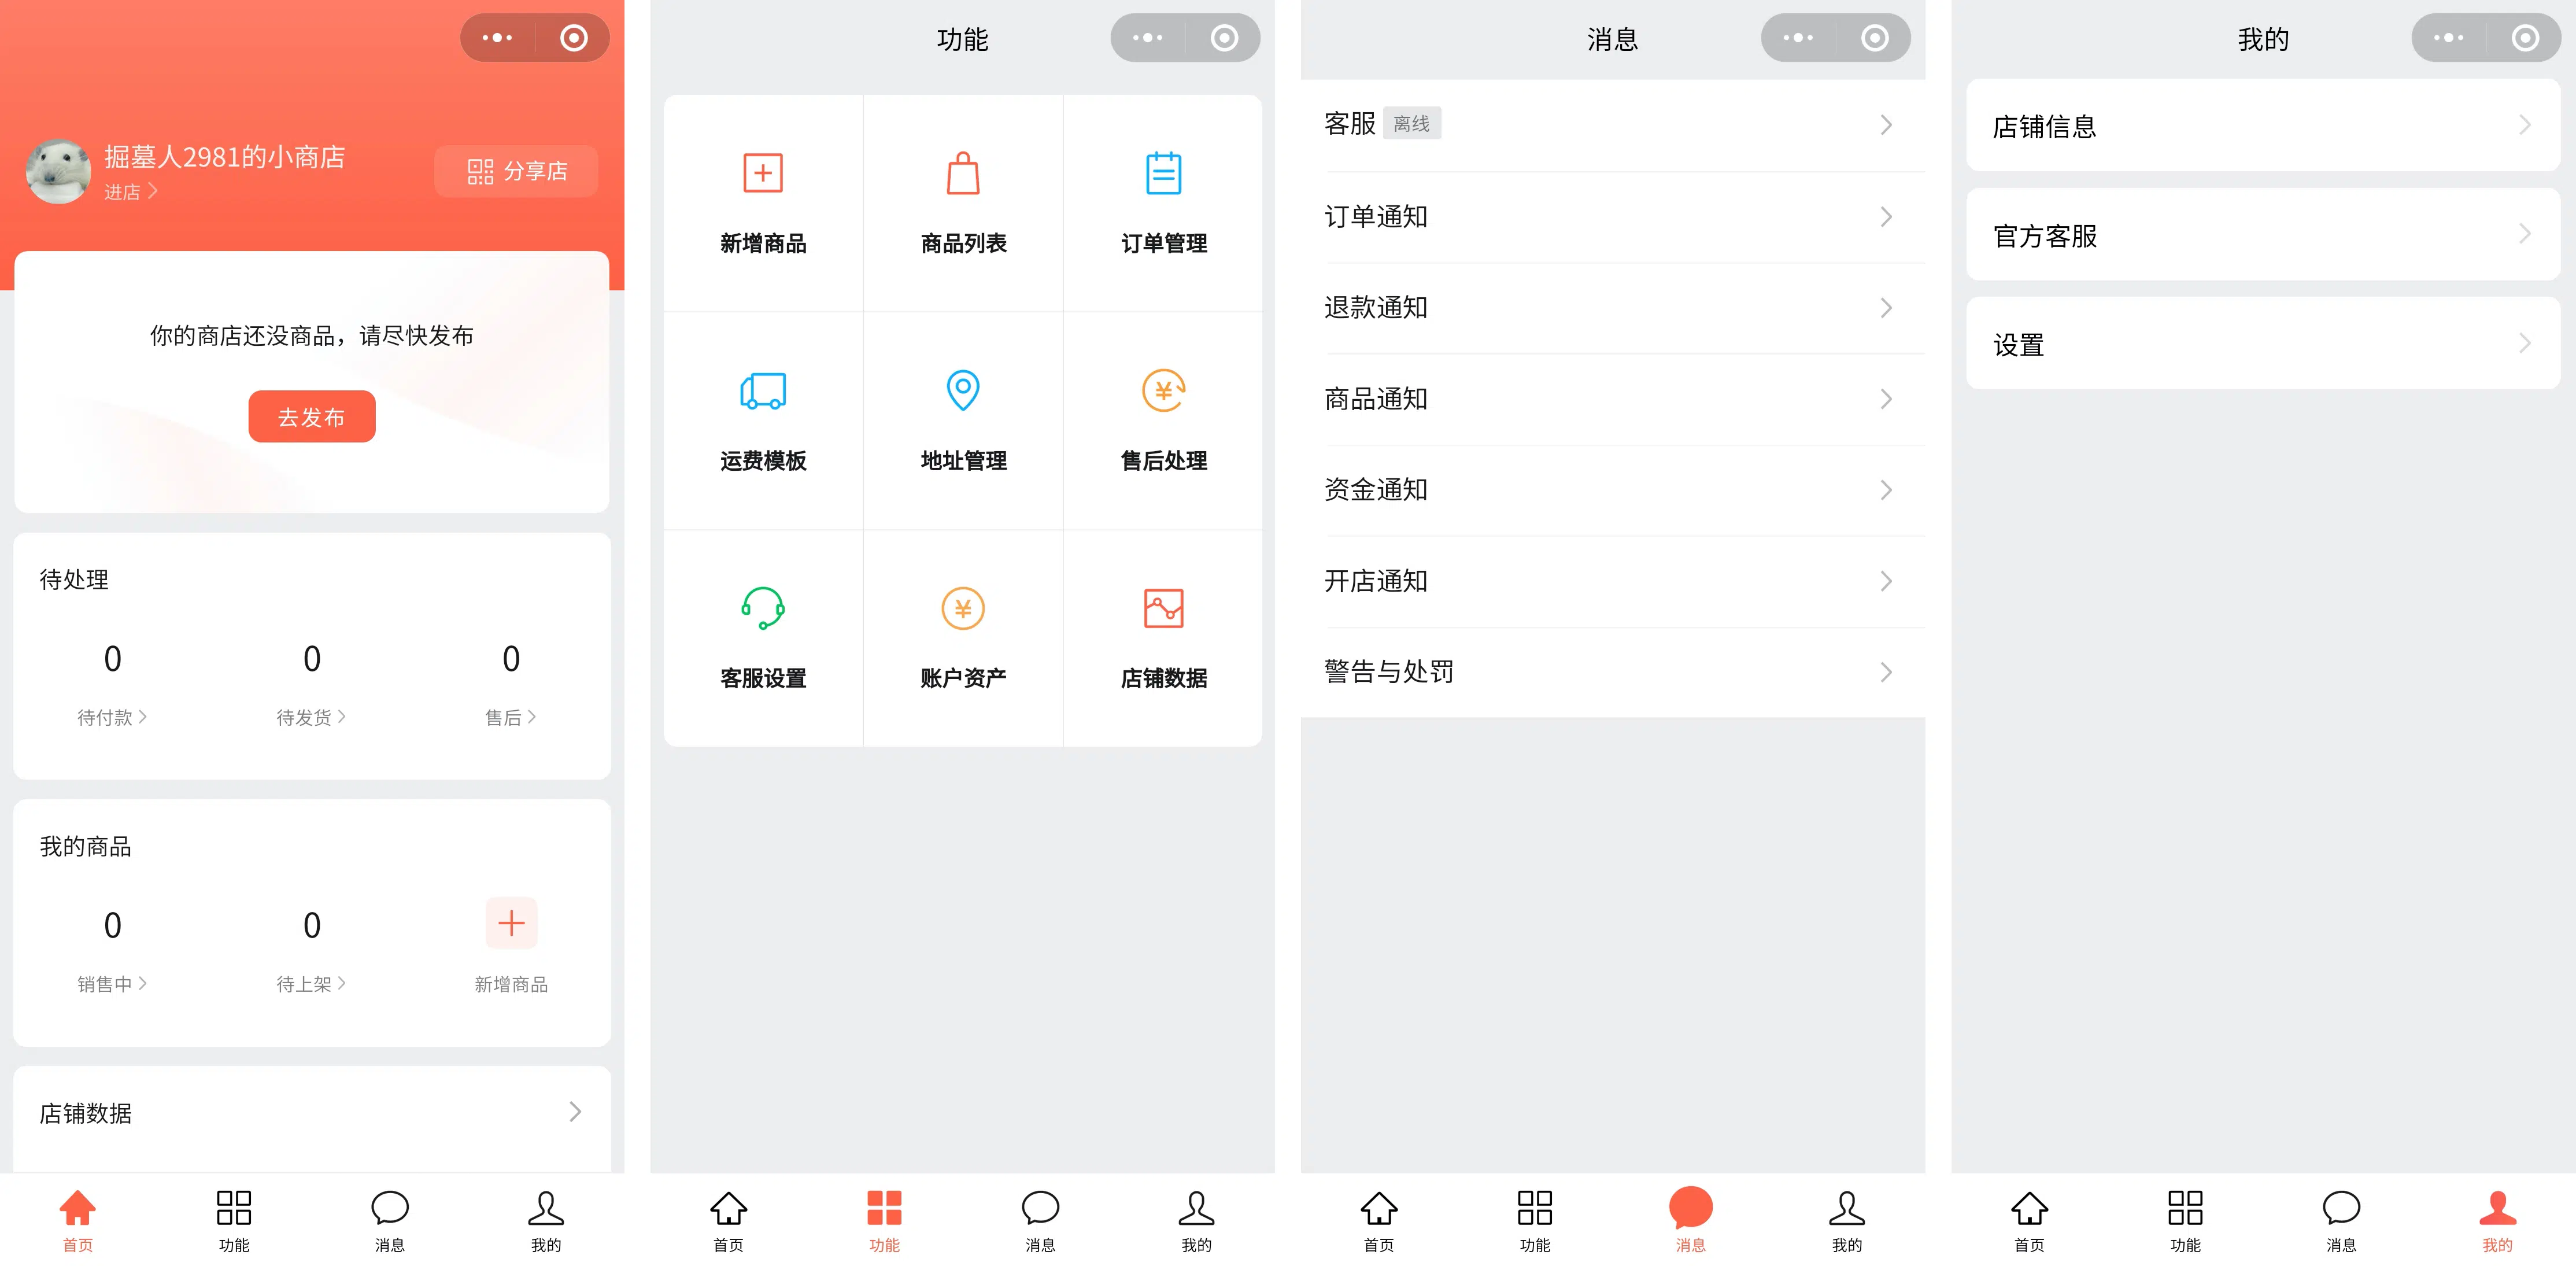 掘墓人2981的小商店
进店
分享店
你的商店还没商品，请尽快发布
去发布
待处理
0 0 0
待付款 待发货 售后
我的商品
0 0
销售中 待上架 新增商品
店铺数据
首页 功能 消息 我的
功能
新增商品 商品列表 订单管理
运费模板 地址管理 售后处理
客服设置 账户资产 店铺数据
首页 功能 消息 我的
消息
客服 离线
订单通知
退款通知
商品通知
资金通知
开店通知
警告与处罚
首页 功能 消息 我的
我的
店铺信息
官方客服
设置
首页 功能 消息 我的